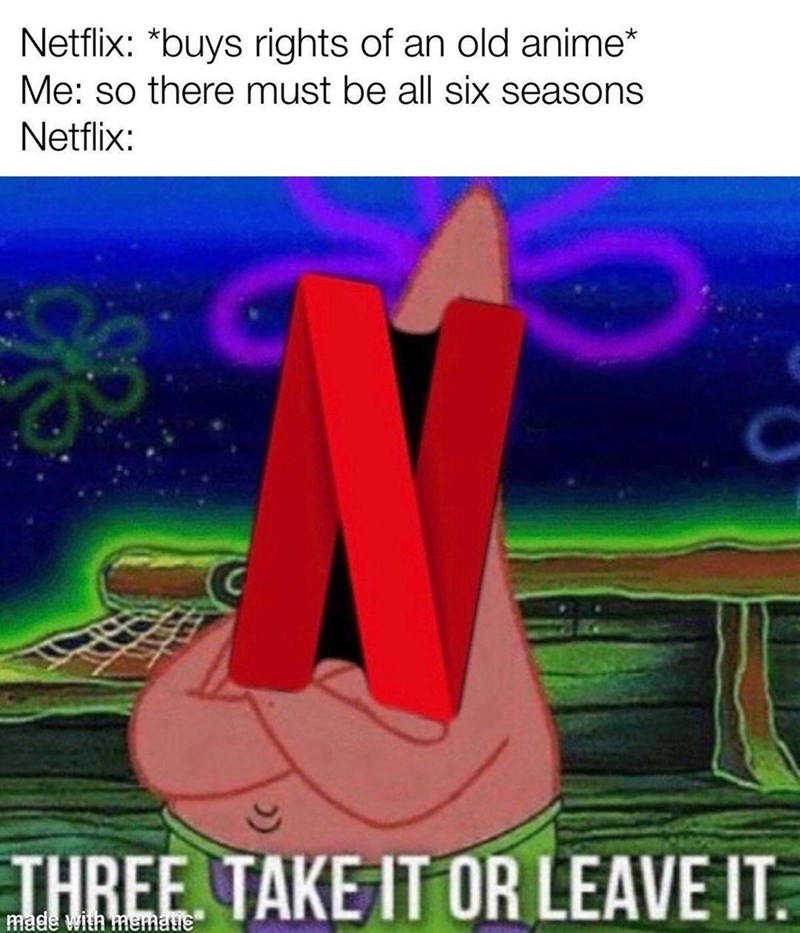 Netflix: *buys rights of an old anime*
Me: so there must be all six seasons
Netflix:
N
THREE. TAKE IT OR LEAVE IT.
made with mematic